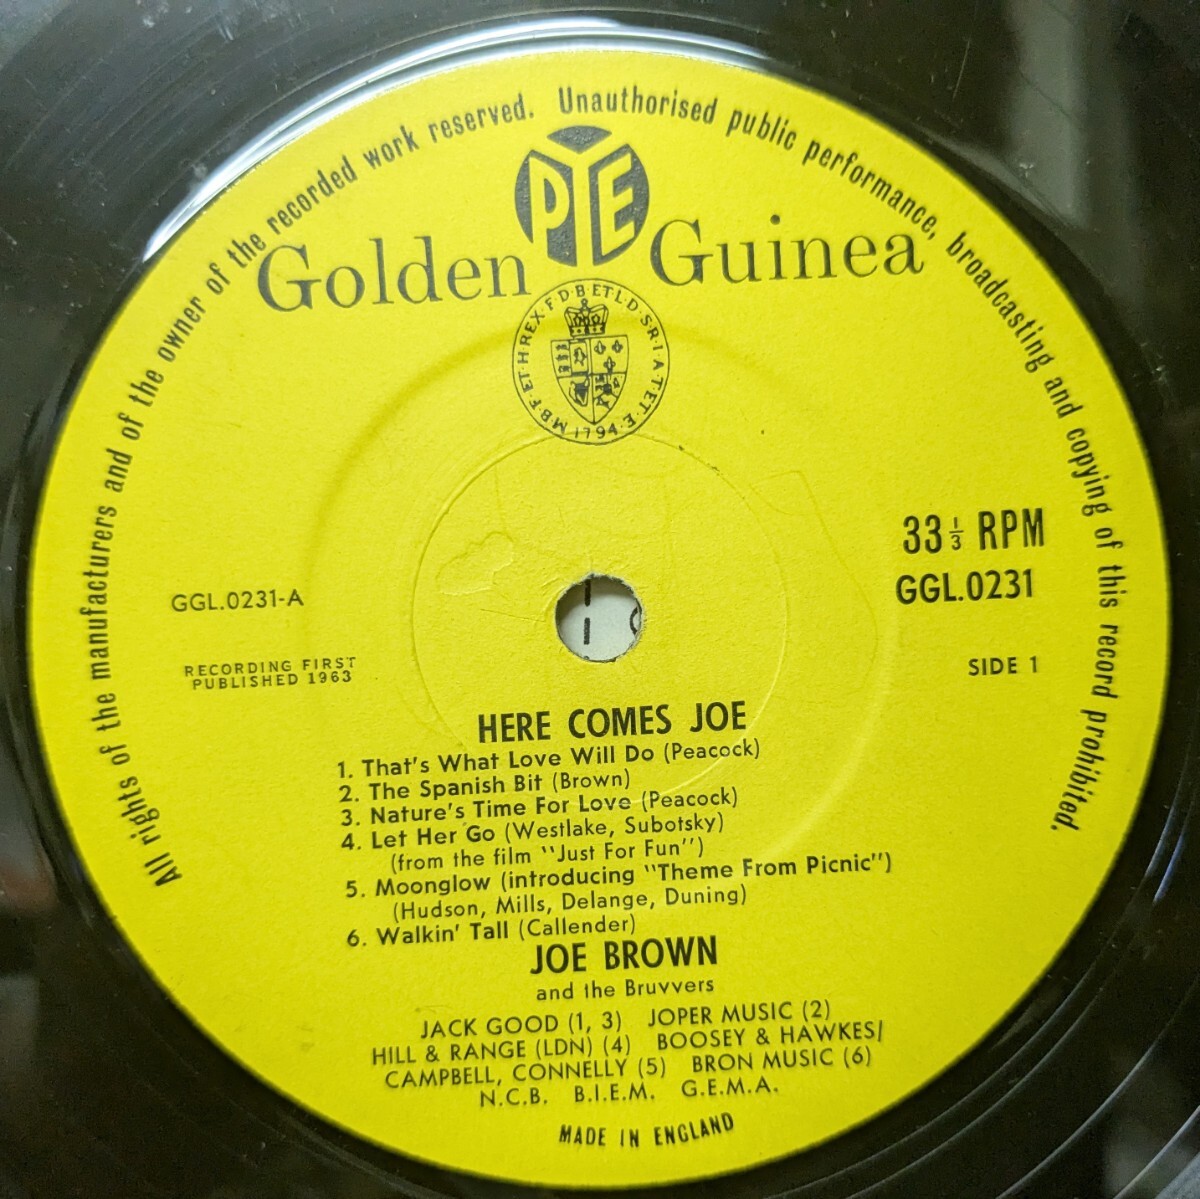 All rights of the manufacturers and of the owner of the recorded work reserved. Unauthorised public performance, broadcasting and copying of this record prohibited.
PYE
Golden Guinea
M·B·F·ET·H·REX·F·D·B·ET·L·D·S·R·I·A·T·ET·E·
1794
33 1/3 RPM
GGL.0231
GGL.0231-A
RECORDING FIRST
PUBLISHED 1963
SIDE 1
HERE COMES JOE
1. That's What Love Will Do (Peacock)
2. The Spanish Bit (Brown)
3. Nature's Time For Love (Peacock)
4. Let Her Go (Westlake, Subotsky)
(from the film "Just For Fun")
5. Moonglow (introducing "Theme From Picnic")
(Hudson, Mills, Delange, Duning)
6. Walkin' Tall (Callender)
JOE BROWN
and the Bruvvers
JACK GOOD (1, 3) JOPER MUSIC (2)
HILL & RANGE (LDN) (4) BOOSEY & HAWKES/
CAMPBELL, CONNELLY (5) BRON MUSIC (6)
N.C.B. B.I.E.M. G.E.M.A.
MADE IN ENGLAND